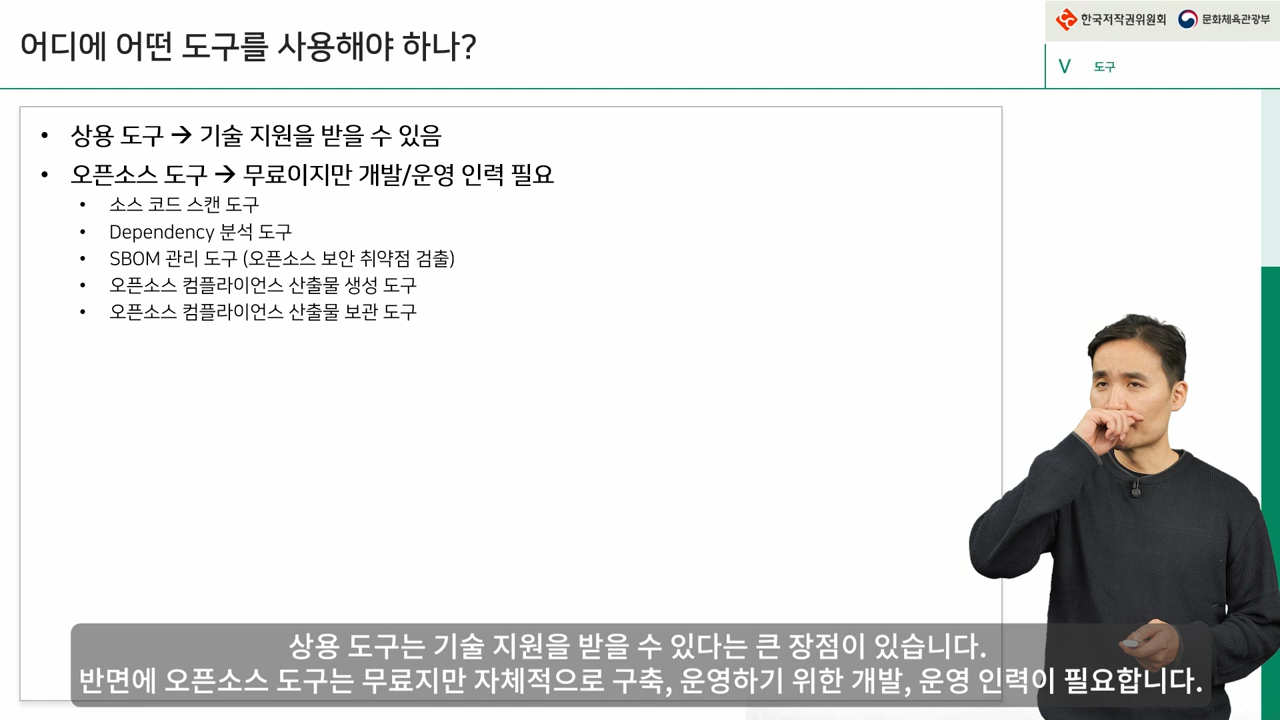 어디에 어떤 도구를 사용해야 하나?
한국저작권위원회 문화체육관광부
V 도구
• 상용 도구 → 기술 지원을 받을 수 있음
• 오픈소스 도구 → 무료이지만 개발/운영 인력 필요
• 소스 코드 스캔 도구
• Dependency 분석 도구
• SBOM 관리 도구 (오픈소스 보안 취약점 검출)
• 오픈소스 컴플라이언스 산출물 생성 도구
• 오픈소스 컴플라이언스 산출물 보관 도구
상용 도구는 기술 지원을 받을 수 있다는 큰 장점이 있습니다.
반면에 오픈소스 도구는 무료지만 자체적으로 구축, 운영하기 위한 개발, 운영 인력이 필요합니다.